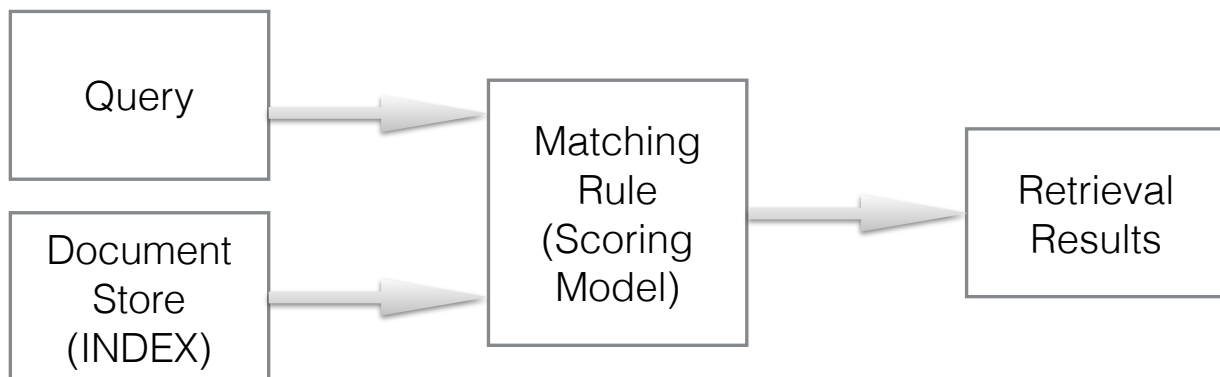 Query
Document
Store
(INDEX)
Matching
Rule
(Scoring
Model)
Retrieval
Results